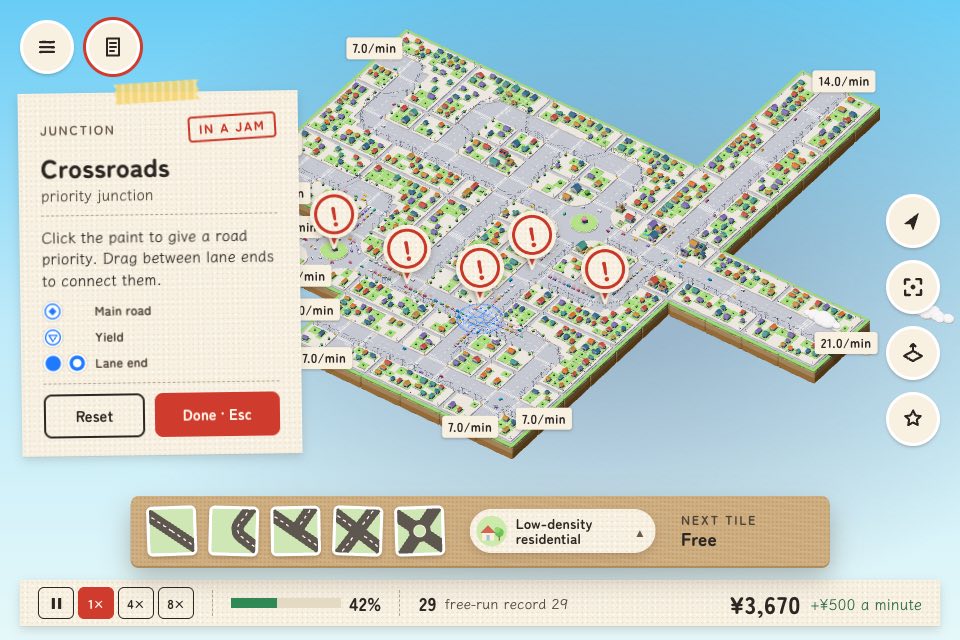 7.0/min
14.0/min
JUNCTION
IN A JAM
Crossroads
priority junction
Click the paint to give a road
priority. Drag between lane ends
to connect them.
Main road
Yield
Lane end
Reset
Done · Esc
/min
0/min
7.0/min
21.0/min
7.0/min
7.0/min
Low-density
residential
▲
NEXT TILE
Free
1×
4×
8×
42%
29 free-run record 29
¥3,670 +¥500 a minute